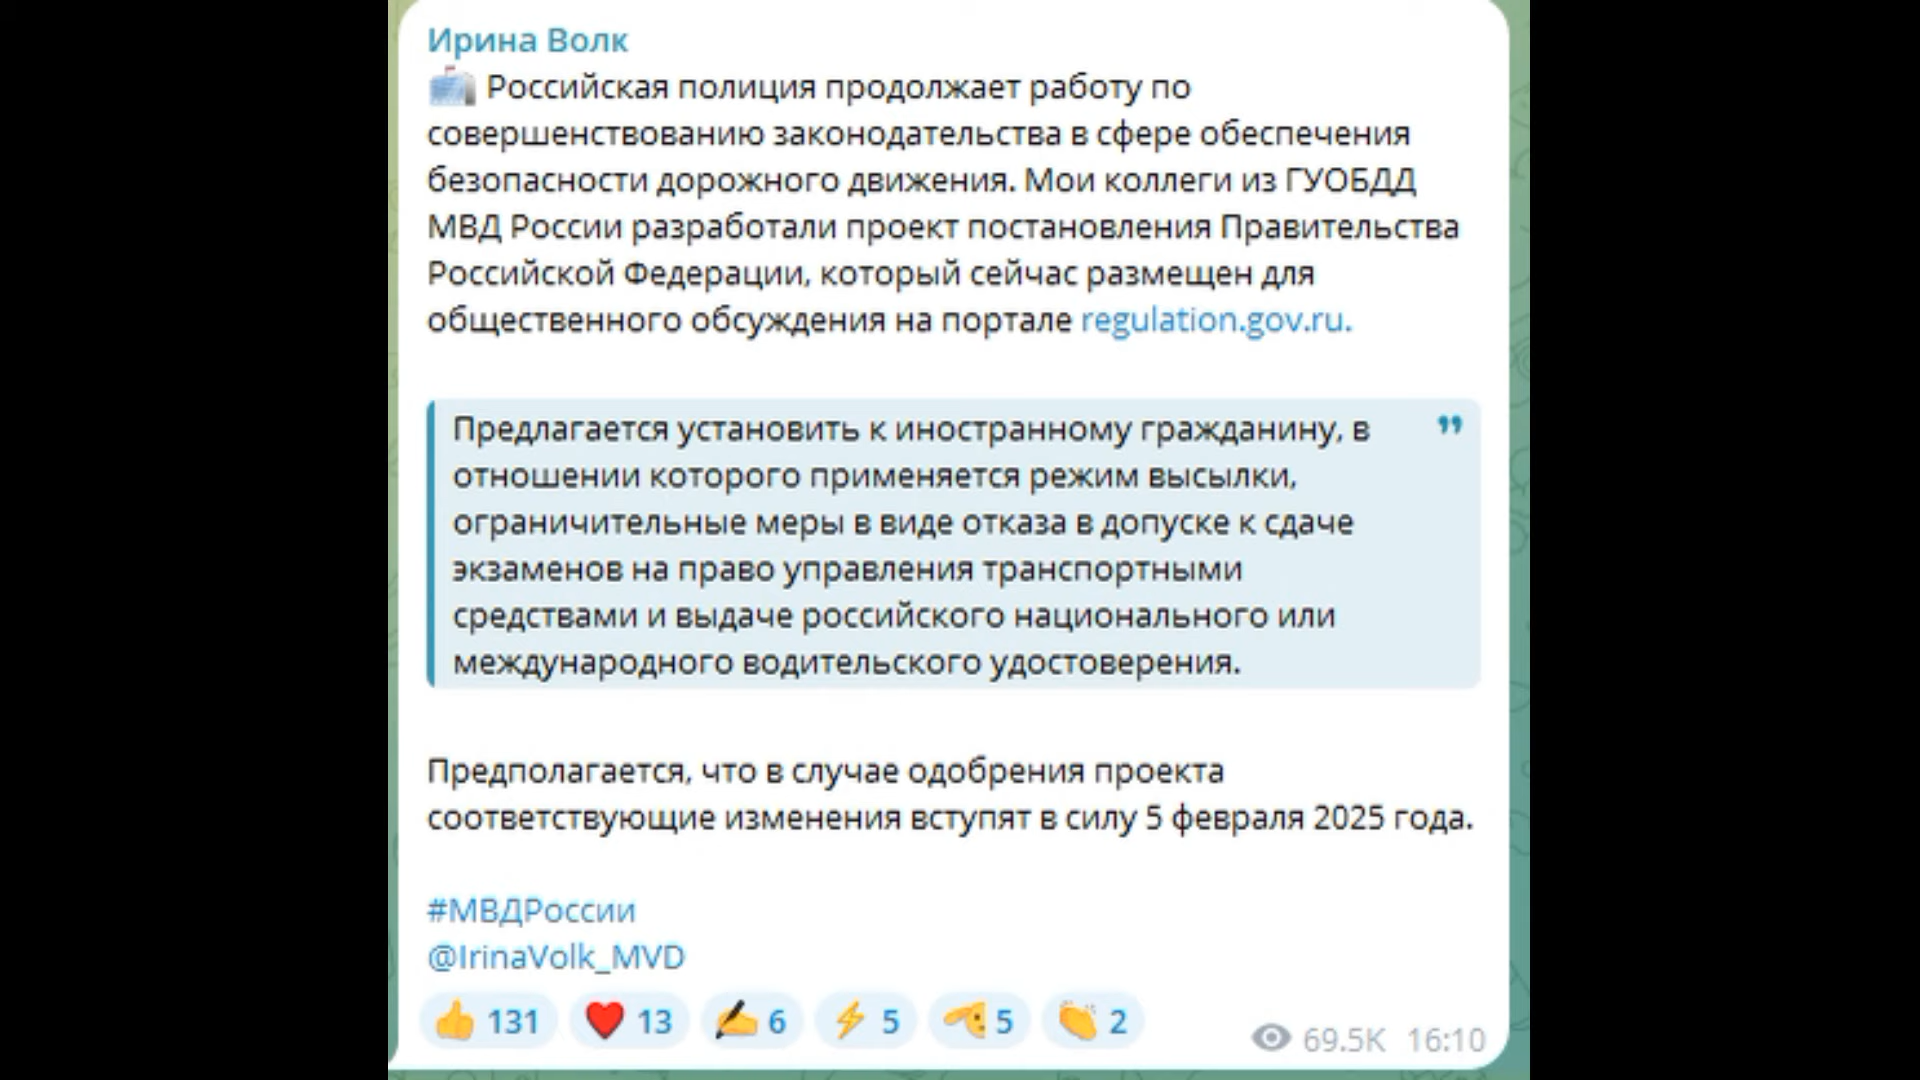 Ирина Волк
Российская полиция продолжает работу по
совершенствованию законодательства в сфере обеспечения
безопасности дорожного движения. Мои коллеги из ГУОБДД
МВД России разработали проект постановления Правительства
Российской Федерации, который сейчас размещен для
общественного обсуждения на портале regulation.gov.ru.
Предлагается установить к иностранному гражданину, в
отношении которого применяется режим высылки,
ограничительные меры в виде отказа в допуске к сдаче
экзаменов на право управления транспортными
средствами и выдаче российского национального или
международного водительского удостоверения.
Предполагается, что в случае одобрения проекта
соответствующие изменения вступят в силу 5 февраля 2025 года.
#МВДРоссии
@IrinaVolk_MVD
131 13 6 5 5 2
69.5K 16:10